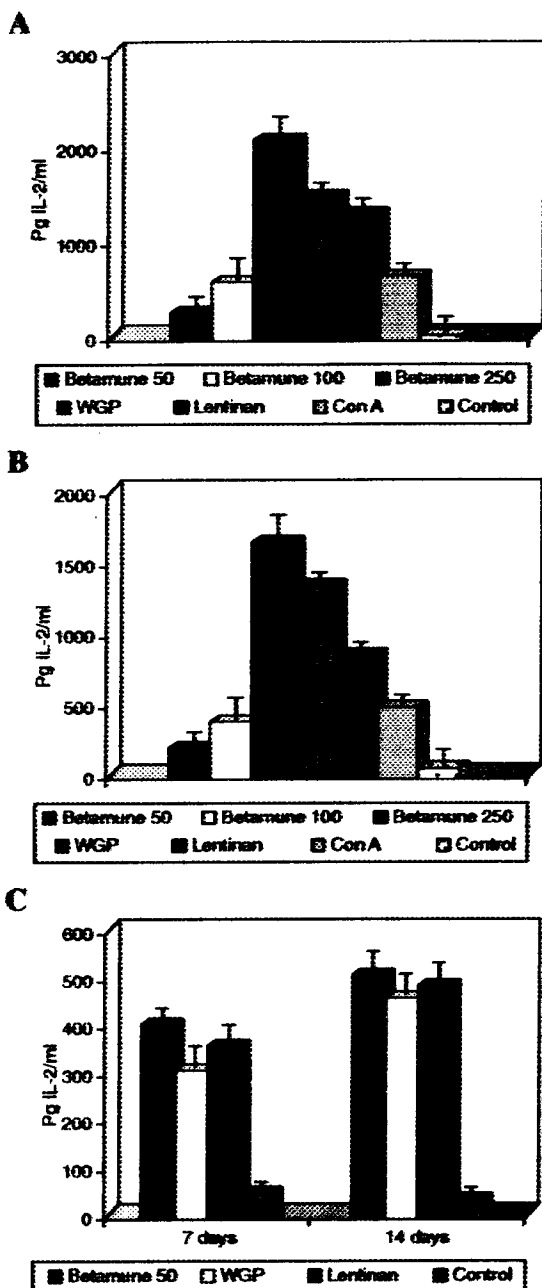 A
3000
2000
1000
0
Pg IL-2/ml
Betamune 50 Betamune 100 Betamune 250
WGP Lentinan Con A Control
B
2000
1500
1000
500
0
Pg IL-2/ml
Betamune 50 Betamune 100 Betamune 250
WGP Lentinan Con A Control
C
600
500
400
300
200
100
0
Pg IL-2/ml
7 days 14 days
Betamune 50 WGP Lentinan Control